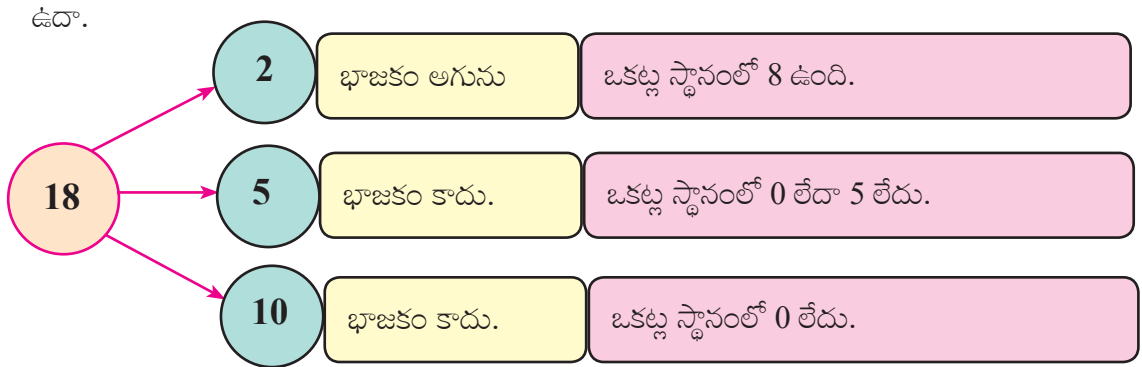 ఉదా.
2 భాజకం అగును ఒకట్ల స్థానంలో 8 ఉంది.
18 5 భాజకం కాదు. ఒకట్ల స్థానంలో 0 లేదా 5 లేదు.
10 భాజకం కాదు. ఒకట్ల స్థానంలో 0 లేదు.